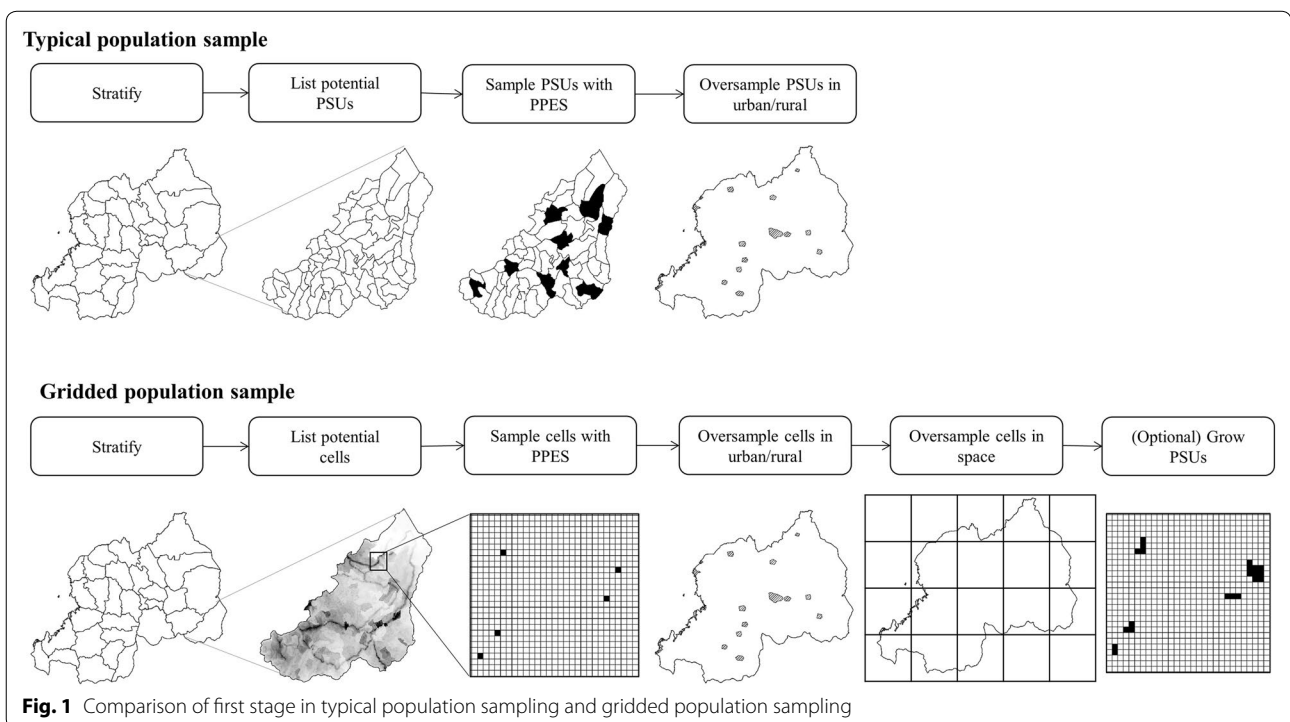 Typical population sample
Stratify
List potential
PSUs
Sample PSUs with
PPES
Oversample PSUs in
urban/rural
Gridded population sample
Stratify
List potential
cells
Sample cells with
PPES
Oversample cells in
urban/rural
Oversample cells in
space
(Optional) Grow
PSUs
Fig. 1 Comparison of first stage in typical population sampling and gridded population sampling